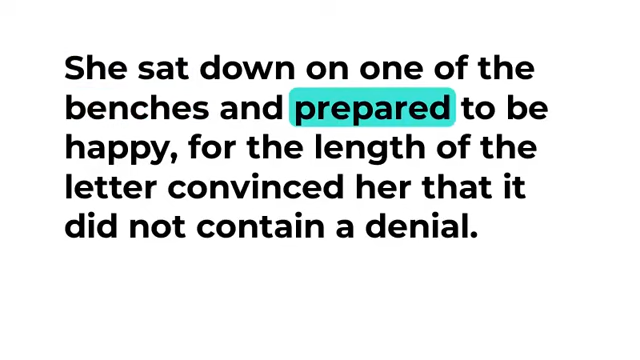 She sat down on one of the
benches and prepared to be
happy, for the length of the
letter convinced her that it
did not contain a denial.